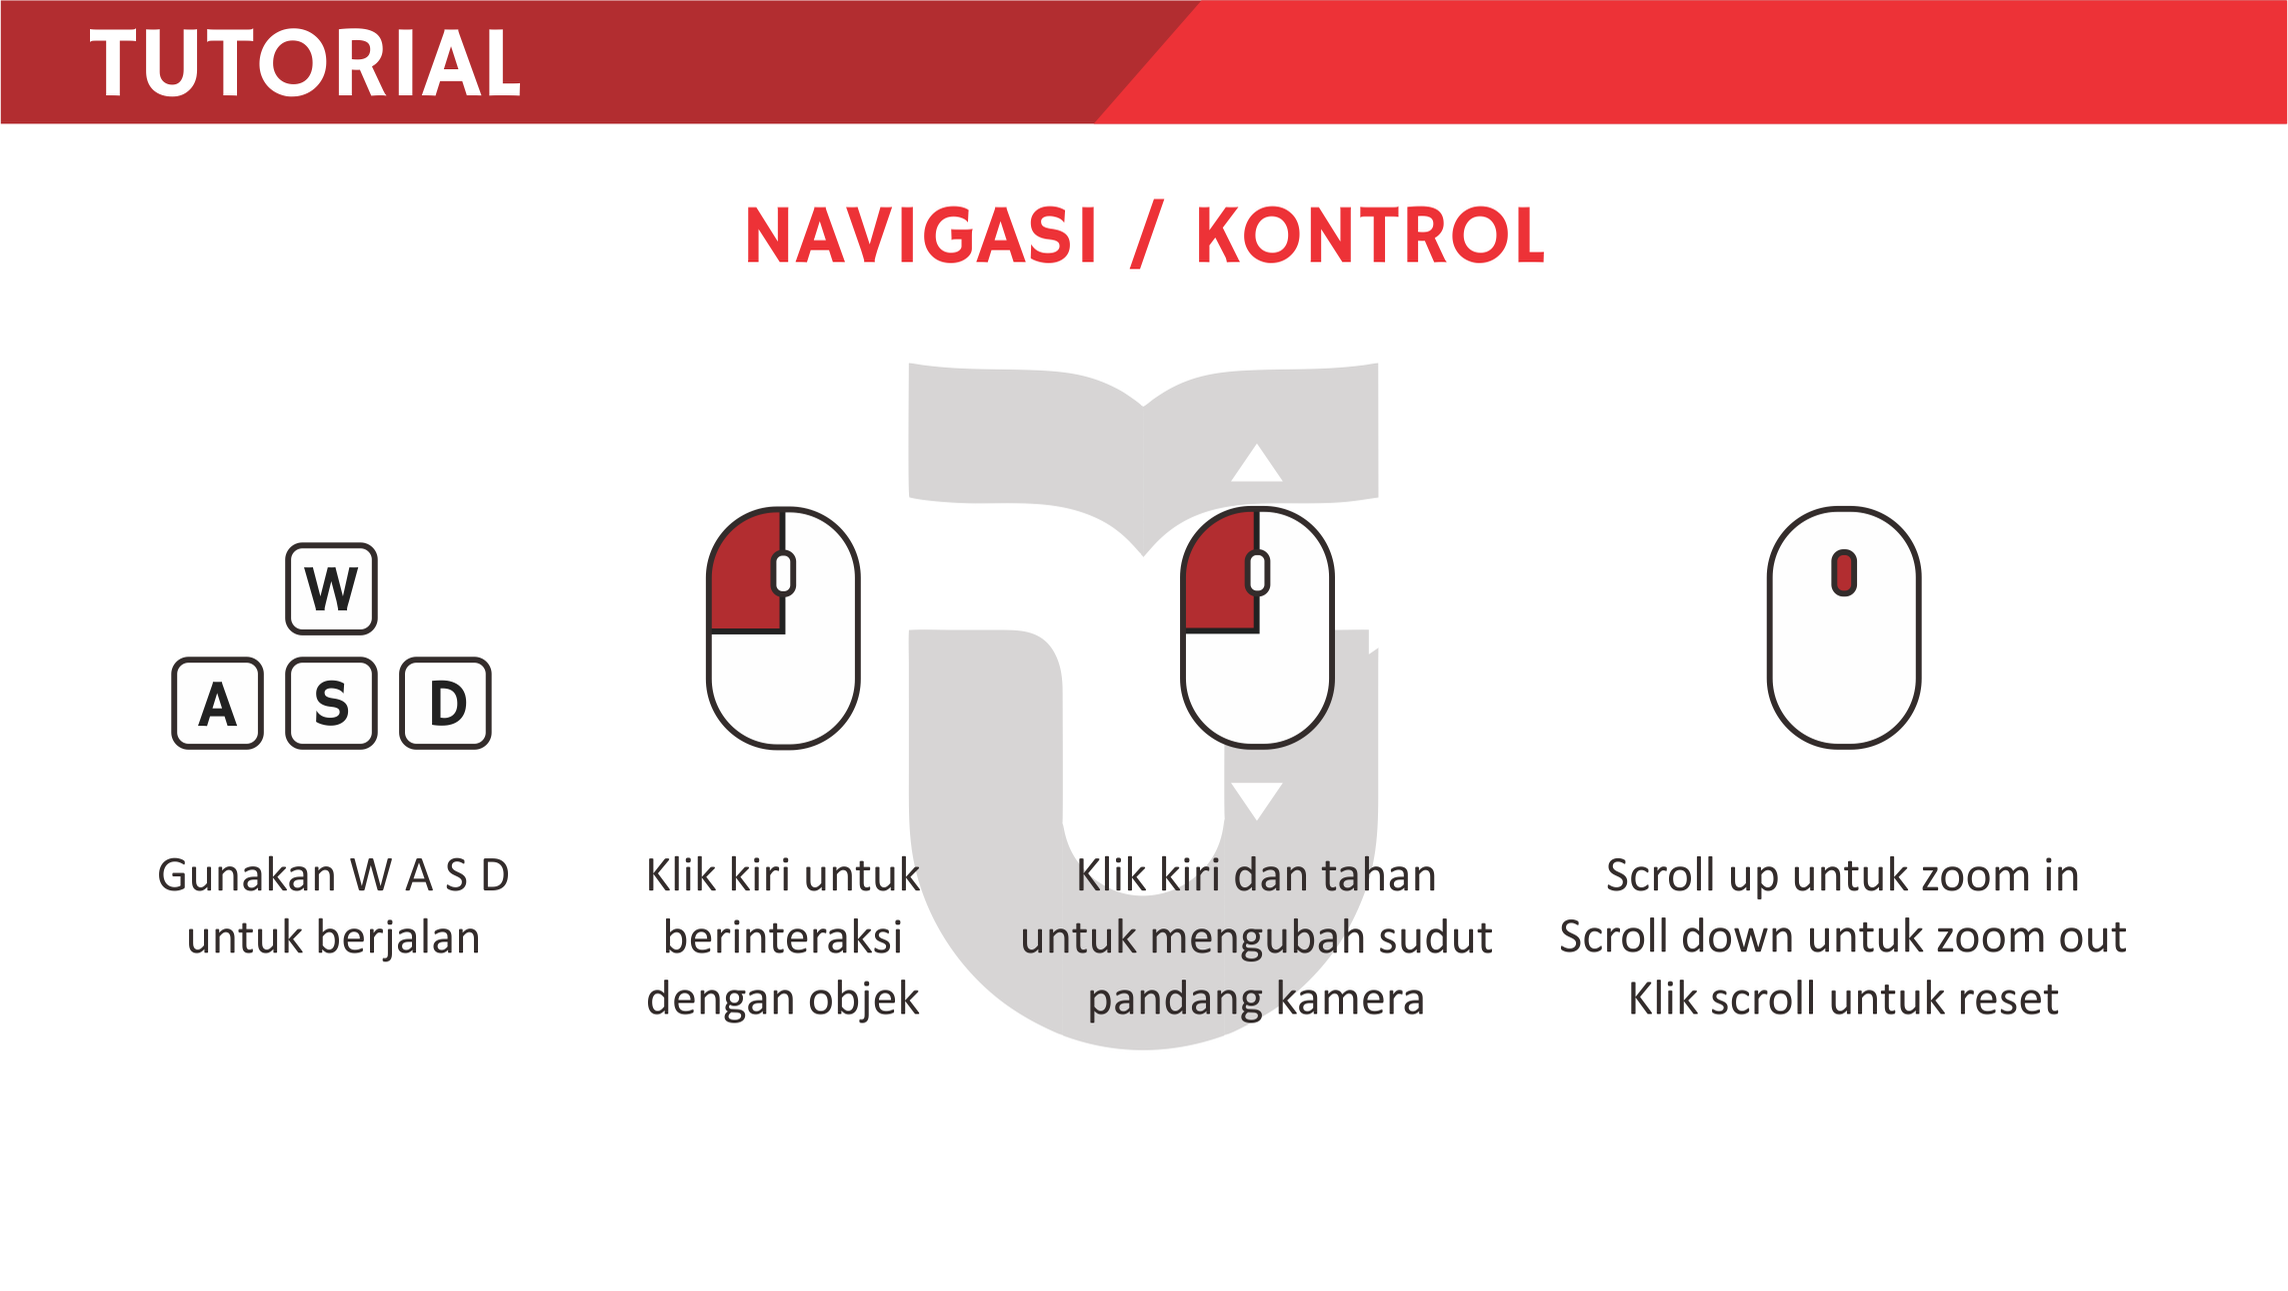 TUTORIAL
NAVIGASI / KONTROL
W
A S D
Gunakan W A S D
untuk berjalan
Klik kiri untuk
berinteraksi
dengan objek
Klik kiri dan tahan
untuk mengubah sudut
pandang kamera
Scroll up untuk zoom in
Scroll down untuk zoom out
Klik scroll untuk reset